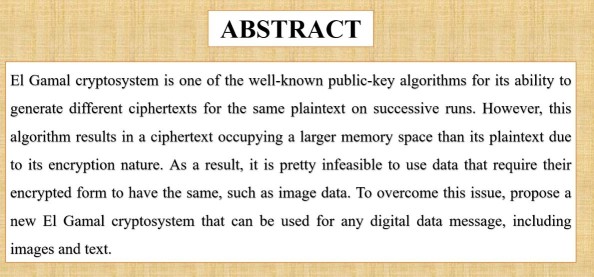 ABSTRACT
El Gamal cryptosystem is one of the well-known public-key algorithms for its ability to
generate different ciphertexts for the same plaintext on successive runs. However, this
algorithm results in a ciphertext occupying a larger memory space than its plaintext due
to its encryption nature. As a result, it is pretty infeasible to use data that require their
encrypted form to have the same, such as image data. To overcome this issue, propose a
new El Gamal cryptosystem that can be used for any digital data message, including
images and text.